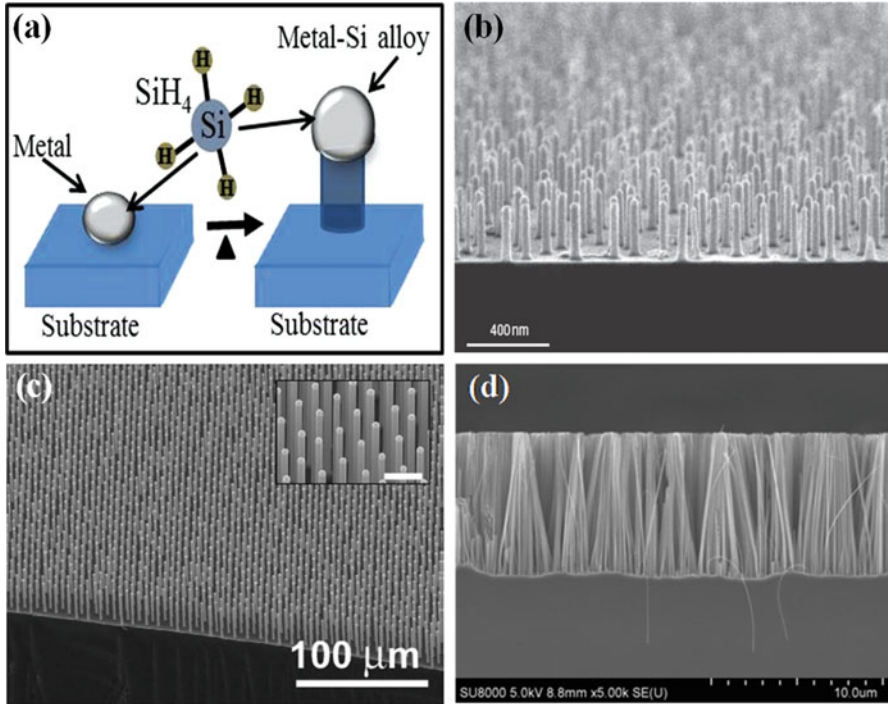 (a)
Metal-Si alloy
SiH4
H
H
Si
H
H
Metal
Substrate
Substrate
(b)
400nm
(c)
100 μm
(d)
SU8000 5.0kV 8.8mm x5.00k SE(U)
10.0um